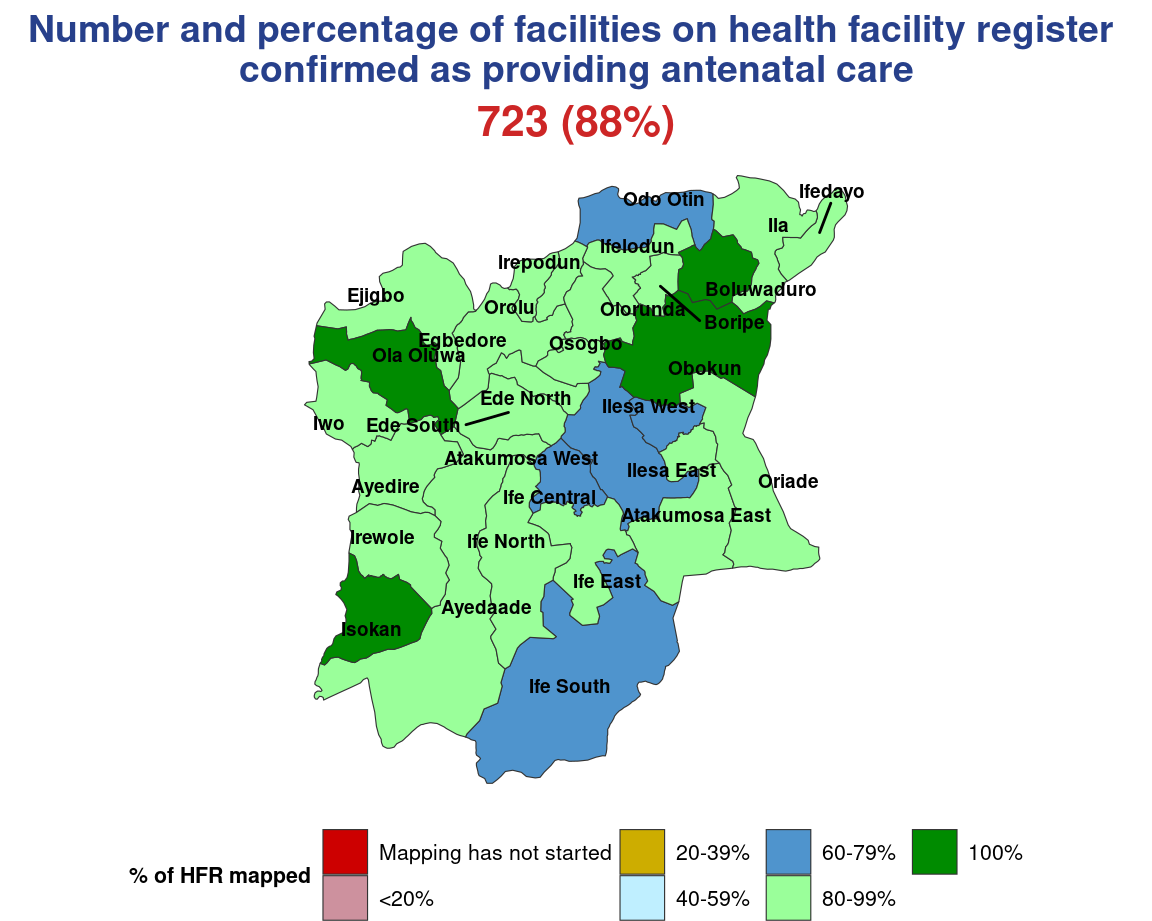 Number and percentage of facilities on health facility register
confirmed as providing antenatal care
723 (88%)
Ifedayo
Odo Otin
Ila
Ifelodun
Irepodun
Boluwaduro
Ejigbo
Orolu
Olorunda
Boripe
Egbedore
Osogbo
Ola Oluwa
Obokun
Ede North
Ilesa West
Iwo
Ede South
Atakumosa West
Ilesa East
Oriade
Ayedire
Ife Central
Atakumosa East
Irewole
Ife North
Ife East
Ayedaade
Isokan
Ife South
% of HFR mapped
Mapping has not started
<20%
20-39%
40-59%
60-79%
80-99%
100%